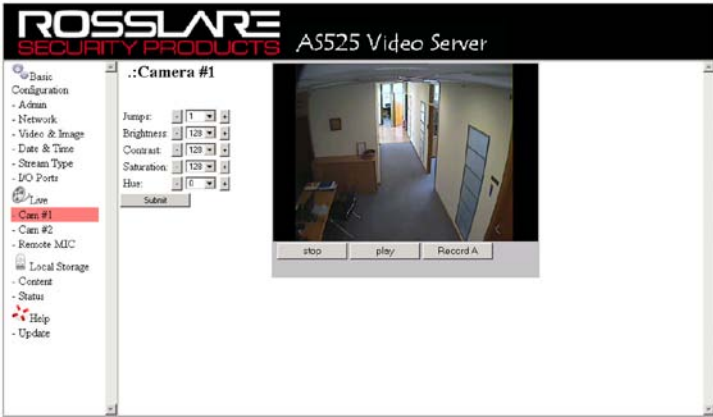 ROSSLARE
SECURITY PRODUCTS
AS525 Video Server
Basic
Configuration
- Admin
- Network
- Video & Image
- Date & Time
- Stream Type
- I/O Ports
Live
- Cam #1
- Cam #2
- Remote MIC
Local Storage
- Content
- Status
Help
- Update
.:Camera #1
Jumps: - 1 +
Brightness: - 128 +
Contrast: - 128 +
Saturation: - 128 +
Hue: - 0 +
Submit
stop play Record A